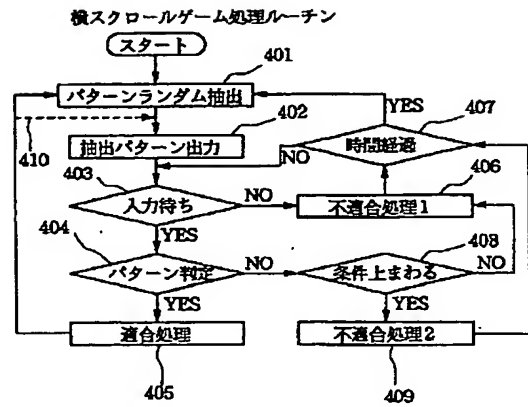 横スクロールゲーム処理ルーチン
スタート
401
パターンランダム抽出
402
YES
407
410
抽出パターン出力
NO
時間経過
403
406
入力待ち
NO
不適合処理1
404
YES
408
パターン判定
NO
条件上まわる
NO
YES
YES
適合処理
不適合処理2
405
409